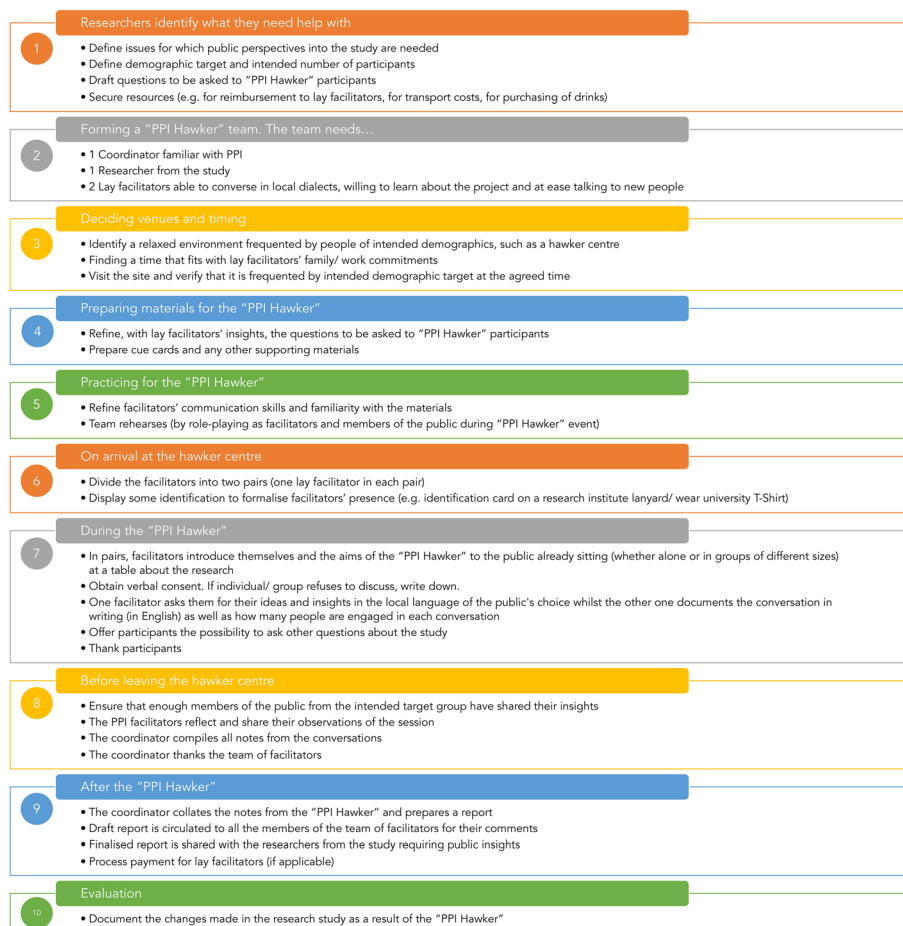 Researchers identify what they need help with
1
• Define issues for which public perspectives into the study are needed
• Define demographic target and intended number of participants
• Draft questions to be asked to “PPI Hawker” participants
• Secure resources (e.g. for reimbursement to lay facilitators, for transport costs, for purchasing of drinks)
Forming a “PPI Hawker” team. The team needs…
2
• 1 Coordinator familiar with PPI
• 1 Researcher from the study
• 2 Lay facilitators able to converse in local dialects, willing to learn about the project and at ease talking to new people
Deciding venues and timing
3
• Identify a relaxed environment frequented by people of intended demographics, such as a hawker centre
• Finding a time that fits with lay facilitators’ family/ work commitments
• Visit the site and verify that it is frequented by intended demographic target at the agreed time
Preparing materials for the “PPI Hawker”
4
• Refine, with lay facilitators' insights, the questions to be asked to “PPI Hawker” participants
• Prepare cue cards and any other supporting materials
Practicing for the “PPI Hawker”
5
• Refine facilitators’ communication skills and familiarity with the materials
• Team rehearses (by role-playing as facilitators and members of the public during “PPI Hawker” event)
On arrival at the hawker centre
6
• Divide the facilitators into two pairs (one lay facilitator in each pair)
• Display some identification to formalise facilitators’ presence (e.g. identification card on a research institute lanyard/ wear university T-Shirt)
During the “PPI Hawker”
7
• In pairs, facilitators introduce themselves and the aims of the “PPI Hawker” to the public already sitting (whether alone or in groups of different sizes)
at a table about the research
• Obtain verbal consent. If individual/ group refuses to discuss, write down.
• One facilitator asks them for their ideas and insights in the local language of the public's choice whilst the other one documents the conversation in
writing (in English) as well as how many people are engaged in each conversation
• Offer participants the possibility to ask other questions about the study
• Thank participants
Before leaving the hawker centre
8
• Ensure that enough members of the public from the intended target group have shared their insights
• The PPI facilitators reflect and share their observations of the session
• The coordinator compiles all notes from the conversations
• The coordinator thanks the team of facilitators
After the “PPI Hawker”
9
• The coordinator collates the notes from the “PPI Hawker” and prepares a report
• Draft report is circulated to all the members of the team of facilitators for their comments
• Finalised report is shared with the researchers from the study requiring public insights
• Process payment for lay facilitators (if applicable)
Evaluation
10
• Document the changes made in the research study as a result of the “PPI Hawker”